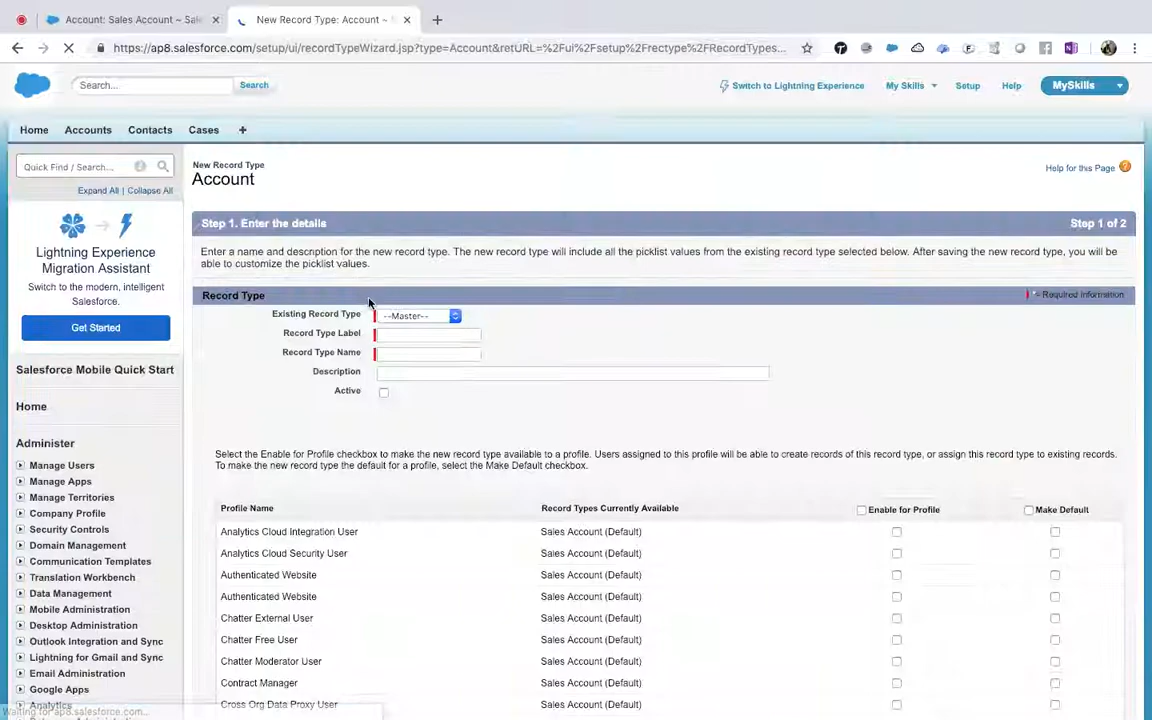 Account: Sales Account ~ Sale
New Record Type: Account ~
https://ap8.salesforce.com/setup/ui/recordTypeWizard.jsp?type=Account&retURL=%2Fui%2Fsetup%2Frectype%2FRecordTypes...
Search...
Search
Switch to Lightning Experience
My Skills
Setup
Help
MySkills
Home
Accounts
Contacts
Cases
+
Quick Find / Search...
Expand All | Collapse All
Lightning Experience
Migration Assistant
Switch to the modern, intelligent
Salesforce.
Get Started
Salesforce Mobile Quick Start
Home
Administer
Manage Users
Manage Apps
Manage Territories
Company Profile
Security Controls
Domain Management
Communication Templates
Translation Workbench
Data Management
Mobile Administration
Desktop Administration
Outlook Integration and Sync
Lightning for Gmail and Sync
Email Administration
Google Apps
Analytics
Waiting for ap8.salesforce.com...
New Record Type
Account
Help for this Page
Step 1. Enter the details
Step 1 of 2
Enter a name and description for the new record type. The new record type will include all the picklist values from the existing record type selected below. After saving the new record type, you will be
able to customize the picklist values.
Record Type
= Required Information
Existing Record Type
--Master--
Record Type Label
Record Type Name
Description
Active
Select the Enable for Profile checkbox to make the new record type available to a profile. Users assigned to this profile will be able to create records of this record type, or assign this record type to existing records.
To make the new record type the default for a profile, select the Make Default checkbox.
Profile Name Record Types Currently Available Enable for Profile Make Default
Analytics Cloud Integration User Sales Account (Default)
Analytics Cloud Security User Sales Account (Default)
Authenticated Website Sales Account (Default)
Authenticated Website Sales Account (Default)
Chatter External User Sales Account (Default)
Chatter Free User Sales Account (Default)
Chatter Moderator User Sales Account (Default)
Contract Manager Sales Account (Default)
Cross Org Data Proxy User Sales Account (Default)